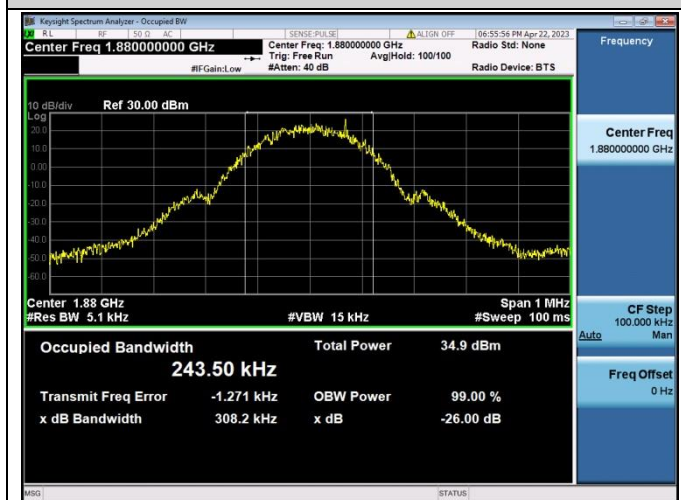 Keysight Spectrum Analyzer - Occupied BW
RL RF 50 Ω AC SENSE:PULSE ALIGN OFF 06:55:56 PM Apr 22, 2023
Center Freq 1.880000000 GHz
Center Freq: 1.880000000 GHz Radio Std: None
Trig: Free Run Avg|Hold: 100/100
#IFGain:Low #Atten: 40 dB Radio Device: BTS
10 dB/div Ref 30.00 dBm
Log
20.0
10.0
0.00
-10.0
-20.0
-30.0
-40.0
-50.0
-60.0
Center 1.88 GHz Span 1 MHz
#Res BW 5.1 kHz #VBW 15 kHz #Sweep 100 ms
Occupied Bandwidth Total Power 34.9 dBm
243.50 kHz
Transmit Freq Error -1.271 kHz OBW Power 99.00 %
x dB Bandwidth 308.2 kHz x dB -26.00 dB
MSG STATUS
Frequency
Center Freq
1.880000000 GHz
CF Step
100.000 kHz
Auto Man
Freq Offset
0 Hz